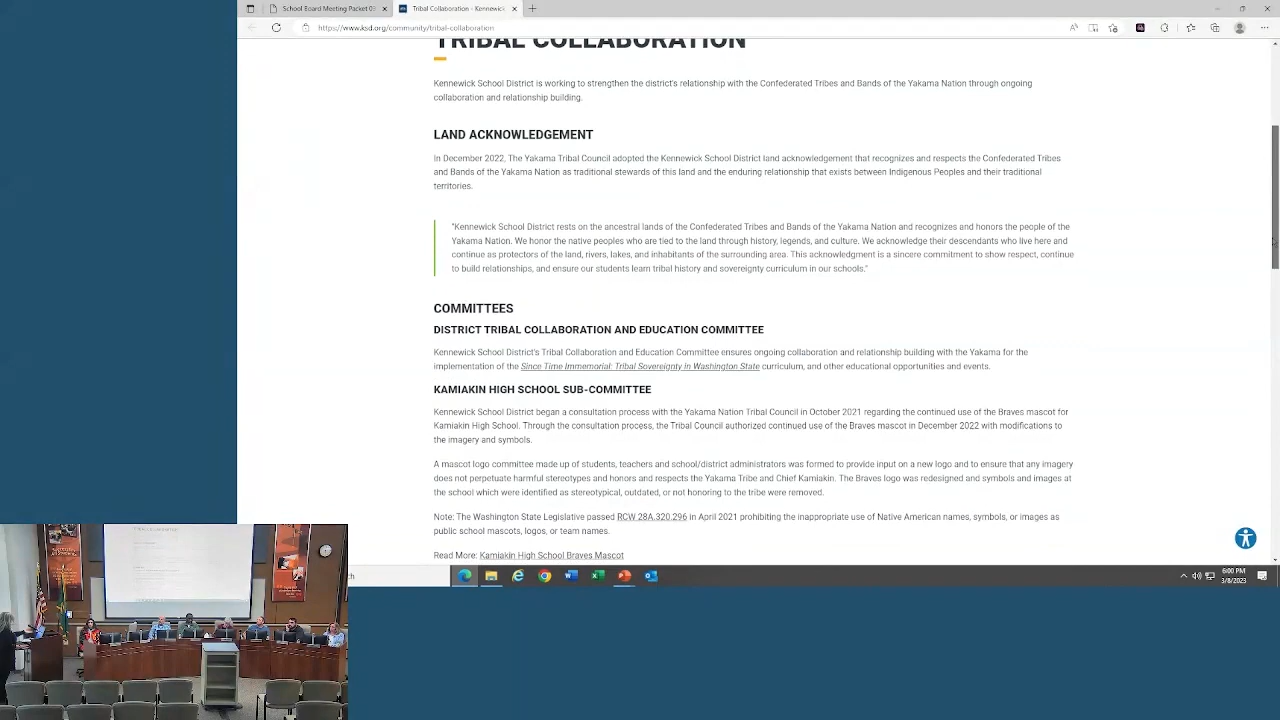 School Board Meeting Packet 03
Tribal Collaboration - Kennewick
https://www.ksd.org/community/tribal-collaboration
TRIBAL COLLABORATION
Kennewick School District is working to strengthen the district's relationship with the Confederated Tribes and Bands of the Yakama Nation through ongoing
collaboration and relationship building.
LAND ACKNOWLEDGEMENT
In December 2022, The Yakama Tribal Council adopted the Kennewick School District land acknowledgement that recognizes and respects the Confederated Tribes
and Bands of the Yakama Nation as traditional stewards of this land and the enduring relationship that exists between Indigenous Peoples and their traditional
territories.
"Kennewick School District rests on the ancestral lands of the Confederated Tribes and Bands of the Yakama Nation and recognizes and honors the people of the
Yakama Nation. We honor the native peoples who are tied to the land through history, legends, and culture. We acknowledge their descendants who live here and
continue as protectors of the land, rivers, lakes, and inhabitants of the surrounding area. This acknowledgment is a sincere commitment to show respect, continue
to build relationships, and ensure our students learn tribal history and sovereignty curriculum in our schools."
COMMITTEES
DISTRICT TRIBAL COLLABORATION AND EDUCATION COMMITTEE
Kennewick School District's Tribal Collaboration and Education Committee ensures ongoing collaboration and relationship building with the Yakama for the
implementation of the Since Time Immemorial: Tribal Sovereignty in Washington State curriculum, and other educational opportunities and events.
KAMIAKIN HIGH SCHOOL SUB-COMMITTEE
Kennewick School District began a consultation process with the Yakama Nation Tribal Council in October 2021 regarding the continued use of the Braves mascot for
Kamiakin High School. Through the consultation process, the Tribal Council authorized continued use of the Braves mascot in December 2022 with modifications to
the imagery and symbols.
A mascot logo committee made up of students, teachers and school/district administrators was formed to provide input on a new logo and to ensure that any imagery
does not perpetuate harmful stereotypes and honors and respects the Yakama Tribe and Chief Kamiakin. The Braves logo was redesigned and symbols and images at
the school which were identified as stereotypical, outdated, or not honoring to the tribe were removed.
Note: The Washington State Legislative passed RCW 28A.320.296 in April 2021 prohibiting the inappropriate use of Native American names, symbols, or images as
public school mascots, logos, or team names.
Read More: Kamiakin High School Braves Mascot
ch
6:00 PM
3/8/2023